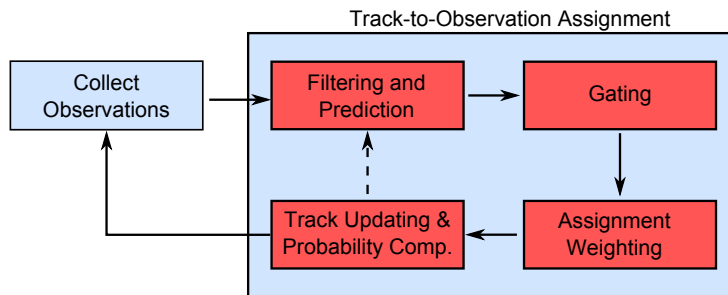 Track-to-Observation Assignment
Collect
Observations
Filtering and
Prediction
Gating
Track Updating &
Probability Comp.
Assignment
Weighting